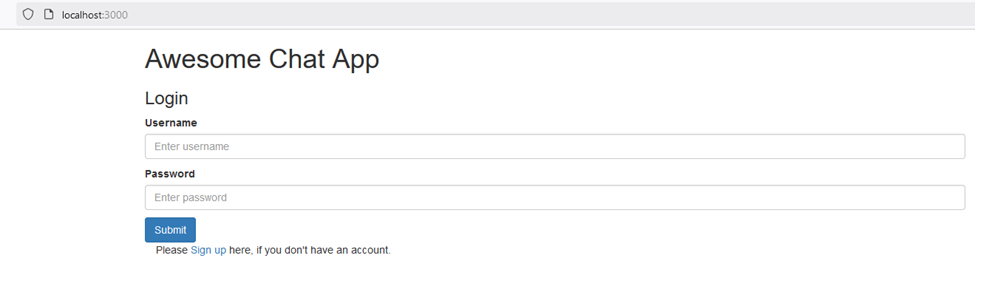 localhost:3000
Awesome Chat App
Login
Username
Enter username
Password
Enter password
Submit
Please Sign up here, if you don't have an account.